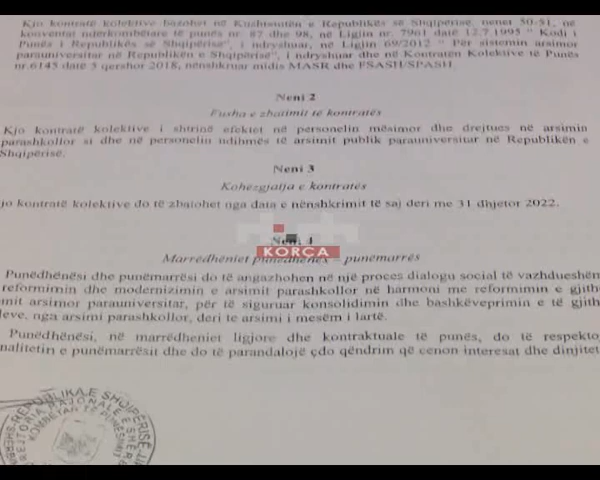 Kjo kontratë kolektive bazohet në Kushtetutën e Republikës së Shqipërisë, nenet 50-51, në
konventat ndërkombëtare të punës nr. 87 dhe 98, në Ligjin nr. 7961 datë 12.7.1995 " Kodi i
Punës i Republikës së Shqipërisë", i ndryshuar, në Ligjin 69/2012 " Për sistemin arsimor
parauniversitar në Republikën e Shqipërisë", i ndryshuar dhe në Kontratën Kolektive të Punës
nr.6145 datë 5 qershor 2018, nënshkruar midis MASR dhe FSASH/SPASH.
Neni 2
Fusha e zbatimit të kontratës
Kjo kontratë kolektive i shtrinë efektet në personelin mësimor dhe drejtues në arsimin
parashkollor si dhe në personelin ndihmës të arsimit publik parauniversitar në Republikën e
Shqipërisë.
Neni 3
Kohëzgjatja e kontratës
jo kontratë kolektive do të zbatohet nga data e nënshkrimit të saj deri me 31 dhjetor 2022.
Neni 4
KORÇA
Marrëdhëniet punëdhënës – punëmarrës
Punëdhënësi dhe punëmarrësi do të angazhohen në një proces dialogu social të vazhdueshëm
reformimin dhe modernizimin e arsimit parashkollor në harmoni me reformimin e gjith
mit arsimor parauniversitar, për të siguruar konsolidimin dhe bashkëveprimin e të gjith
leve, nga arsimi parashkollor, deri te arsimi i mesëm i lartë.
Punëdhënësi, në marrëdhëniet ligjore dhe kontraktuale të punës, do të respekto
nalitetin e punëmarrësit dhe do të parandalojë çdo qëndrim që cenon interesat dhe dinjitet
REPUBLIKA E SHQIPËRISË